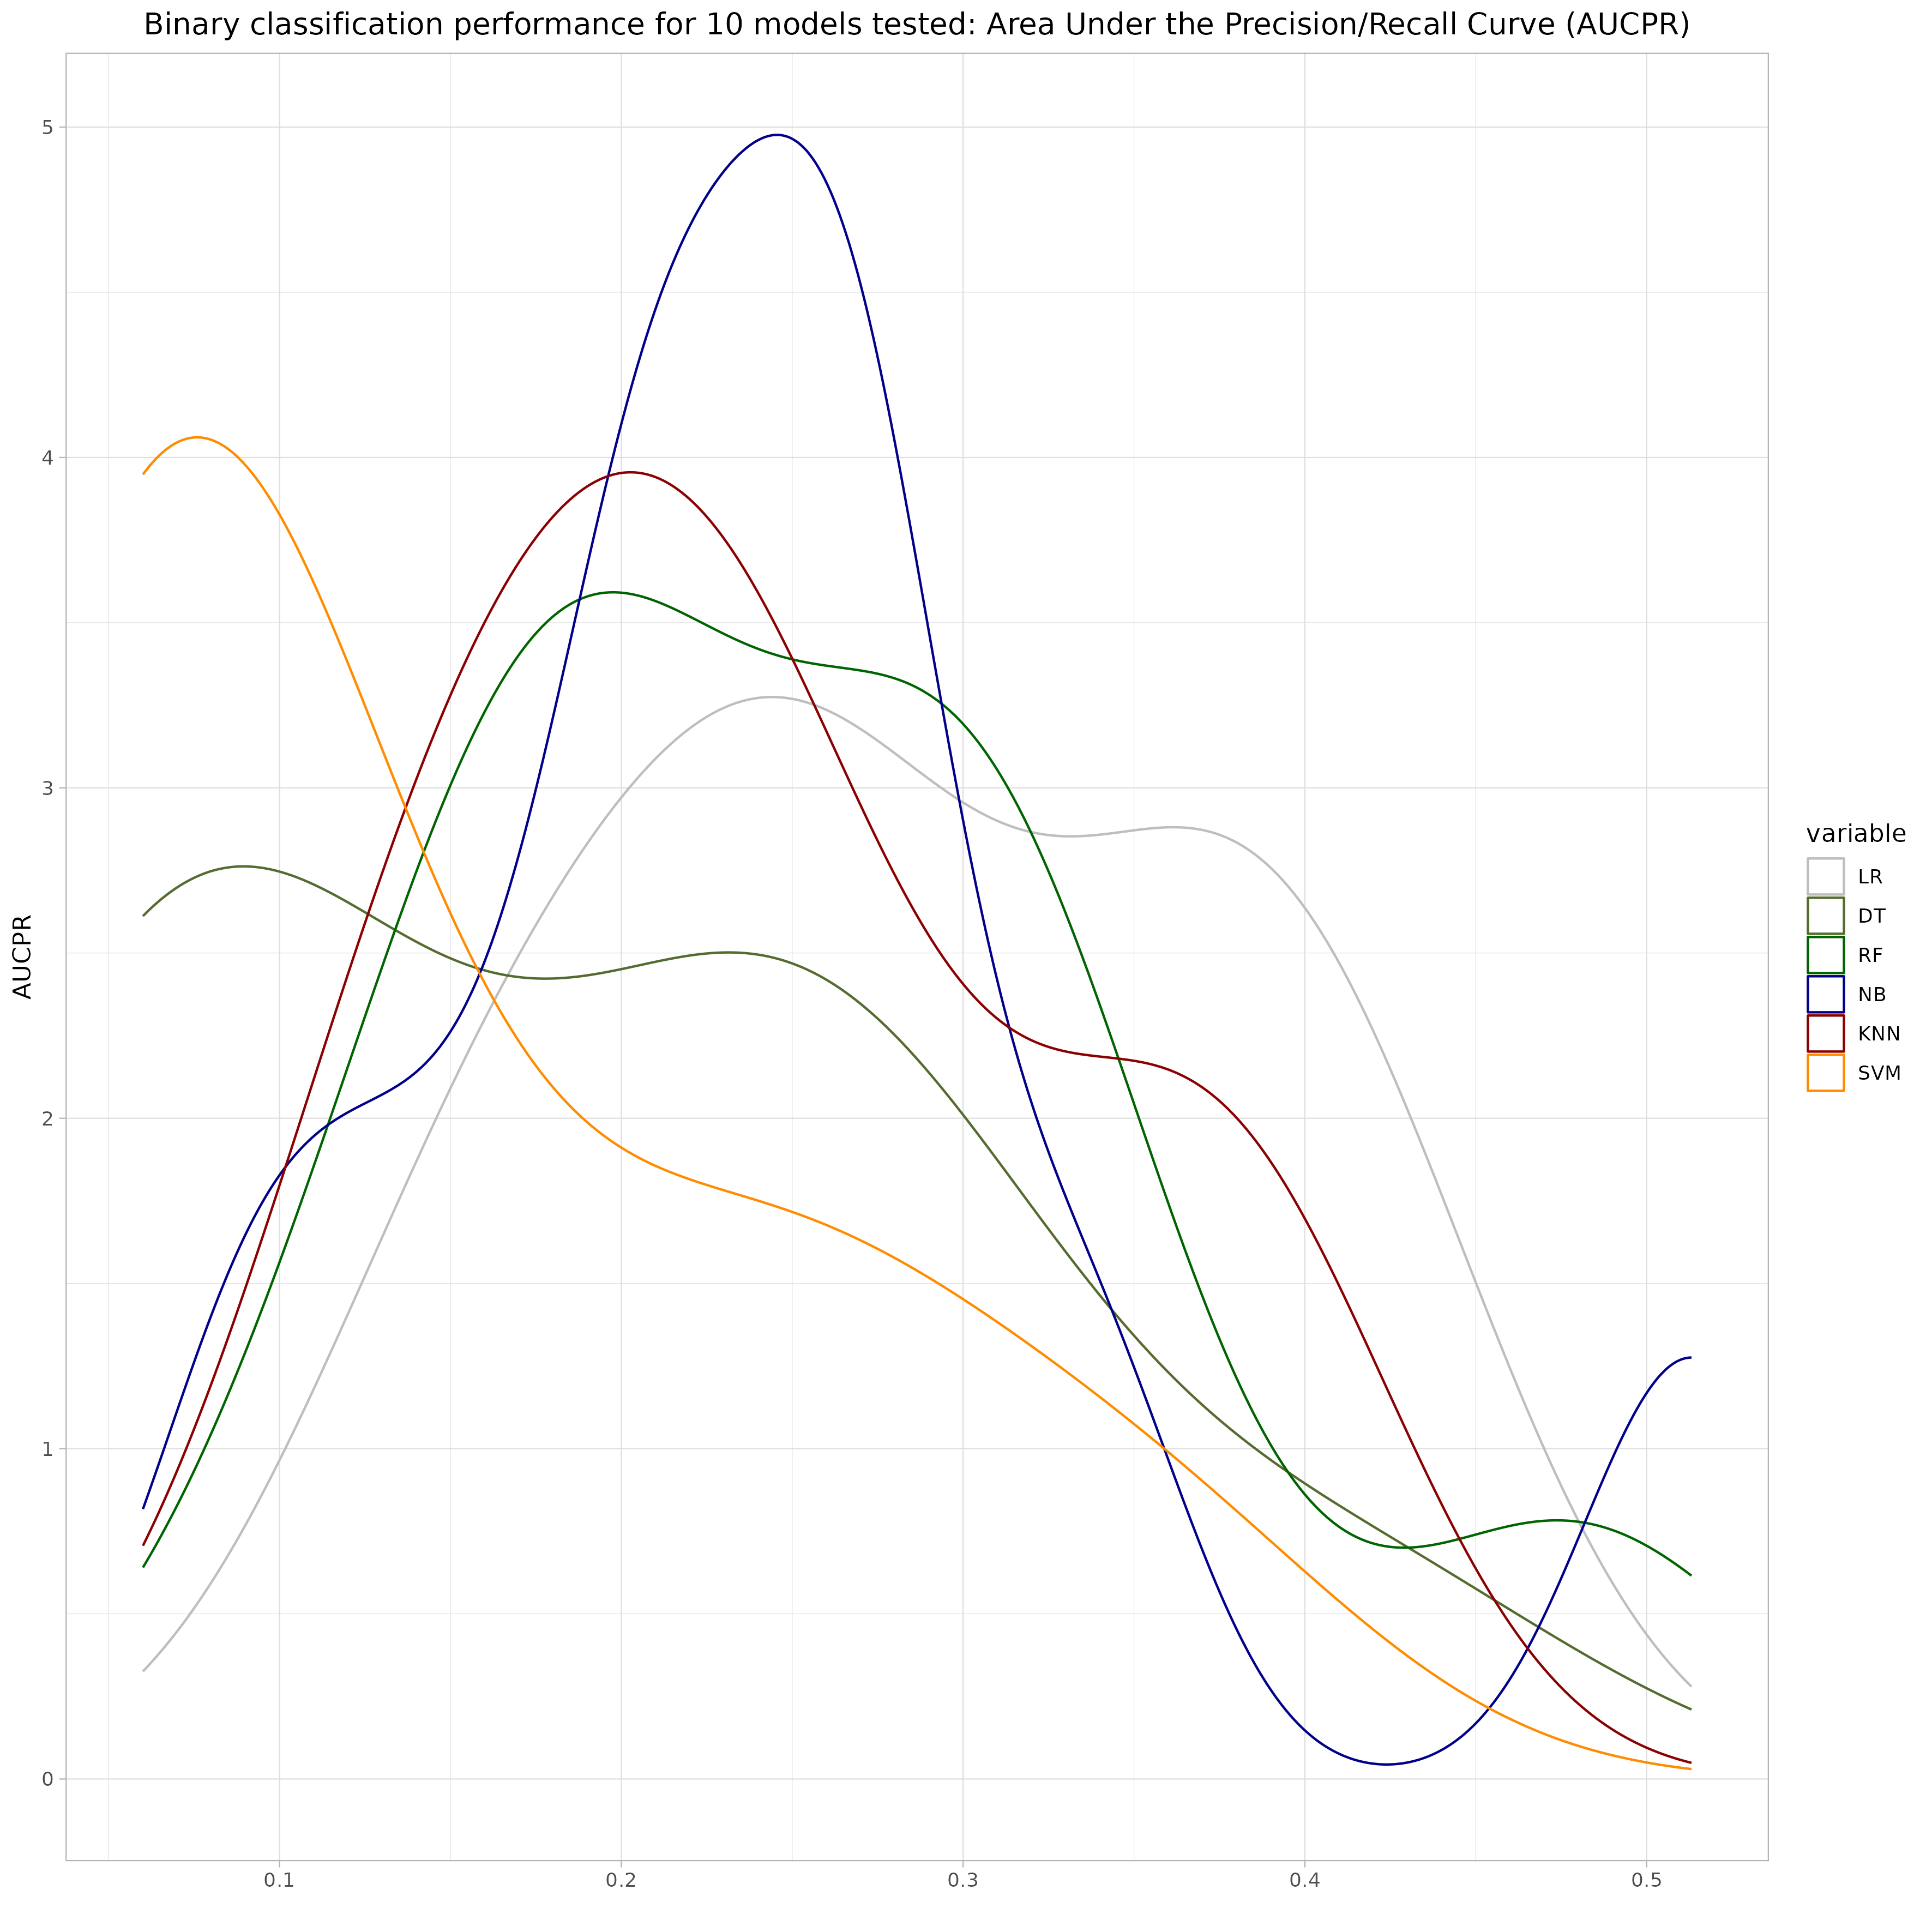 Binary classification performance for 10 models tested: Area Under the Precision/Recall Curve (AUCPR)
5
4
3
2
1
0
AUCPR
0.1
0.2
0.3
0.4
0.5
variable
LR
DT
RF
NB
KNN
SVM